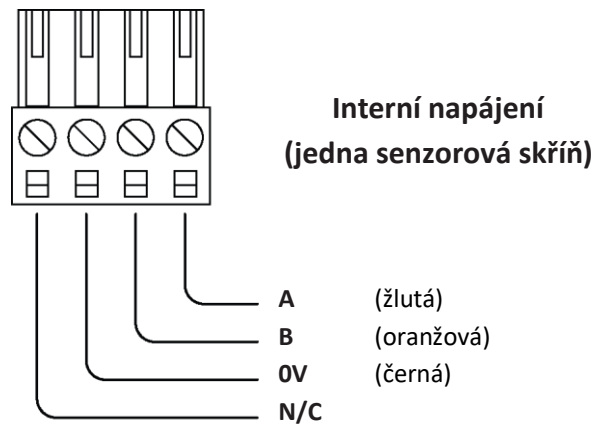 Interní napájení
(jedna senzorová skříň)
A (žlutá)
B (oranžová)
0V (černá)
N/C